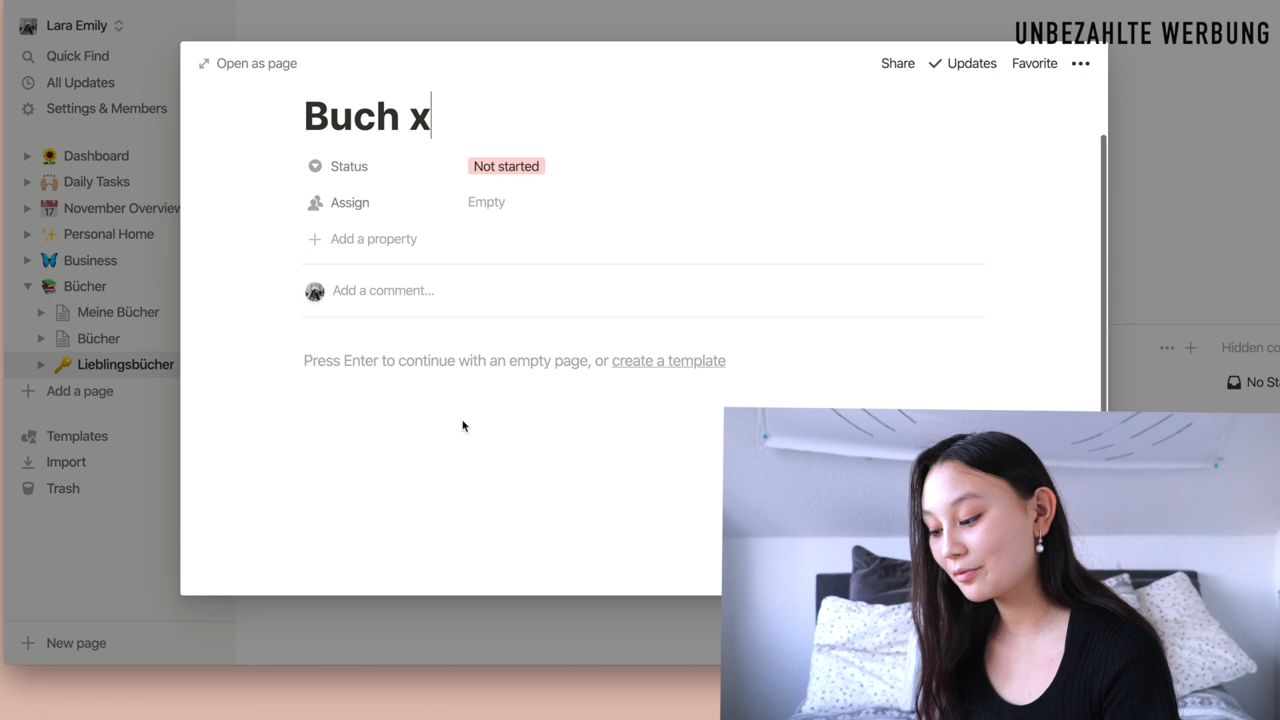 UNBEZAHLTE WERBUNG
Lara Emily
Quick Find
All Updates
Settings & Members
Dashboard
Daily Tasks
November Overview
Personal Home
Business
Bücher
Meine Bücher
Bücher
Lieblingsbücher
Add a page
Templates
Import
Trash
New page
Open as page
Share
Updates
Favorite
Buch x
Status
Not started
Assign
Empty
Add a property
Add a comment...
Press Enter to continue with an empty page, or create a template
Hidden co
No St